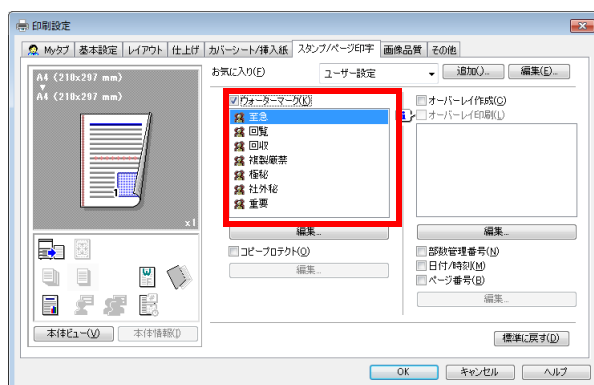 印刷設定
Myタブ 基本設定 レイアウト 仕上げ カバーシート/挿入紙 スタンプ/ページ印字 画像品質 その他
A4 (210x297 mm)
A4 (210x297 mm)
1
x1
W
本体ビュー(V) 本体情報(I)
お気に入り(F) ユーザー設定 追加()... 編集(E)...
ウォーターマーク(K)
至急
回覧
回収
複製厳禁
極秘
社外秘
重要
編集...
コピープロテクト(O)
編集...
オーバーレイ作成(C)
オーバーレイ印刷(L)
編集...
部数管理番号(N)
日付/時刻(M)
ページ番号(B)
編集...
標準に戻す(D)
OK キャンセル ヘルプ